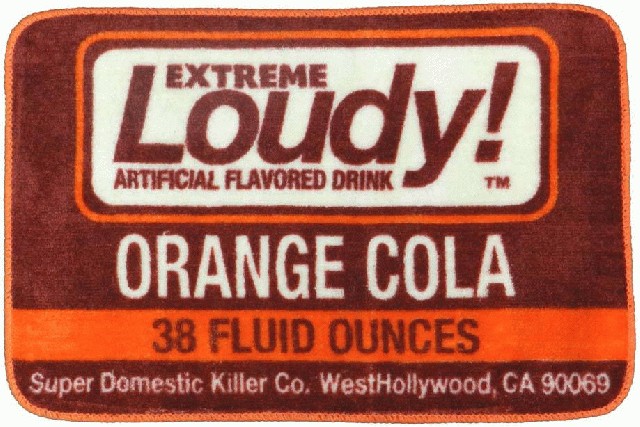 EXTREME
Loudy!
ARTIFICIAL FLAVORED DRINK TM
ORANGE COLA
38 FLUID OUNCES
Super Domestic Killer Co. WestHollywood, CA 90069